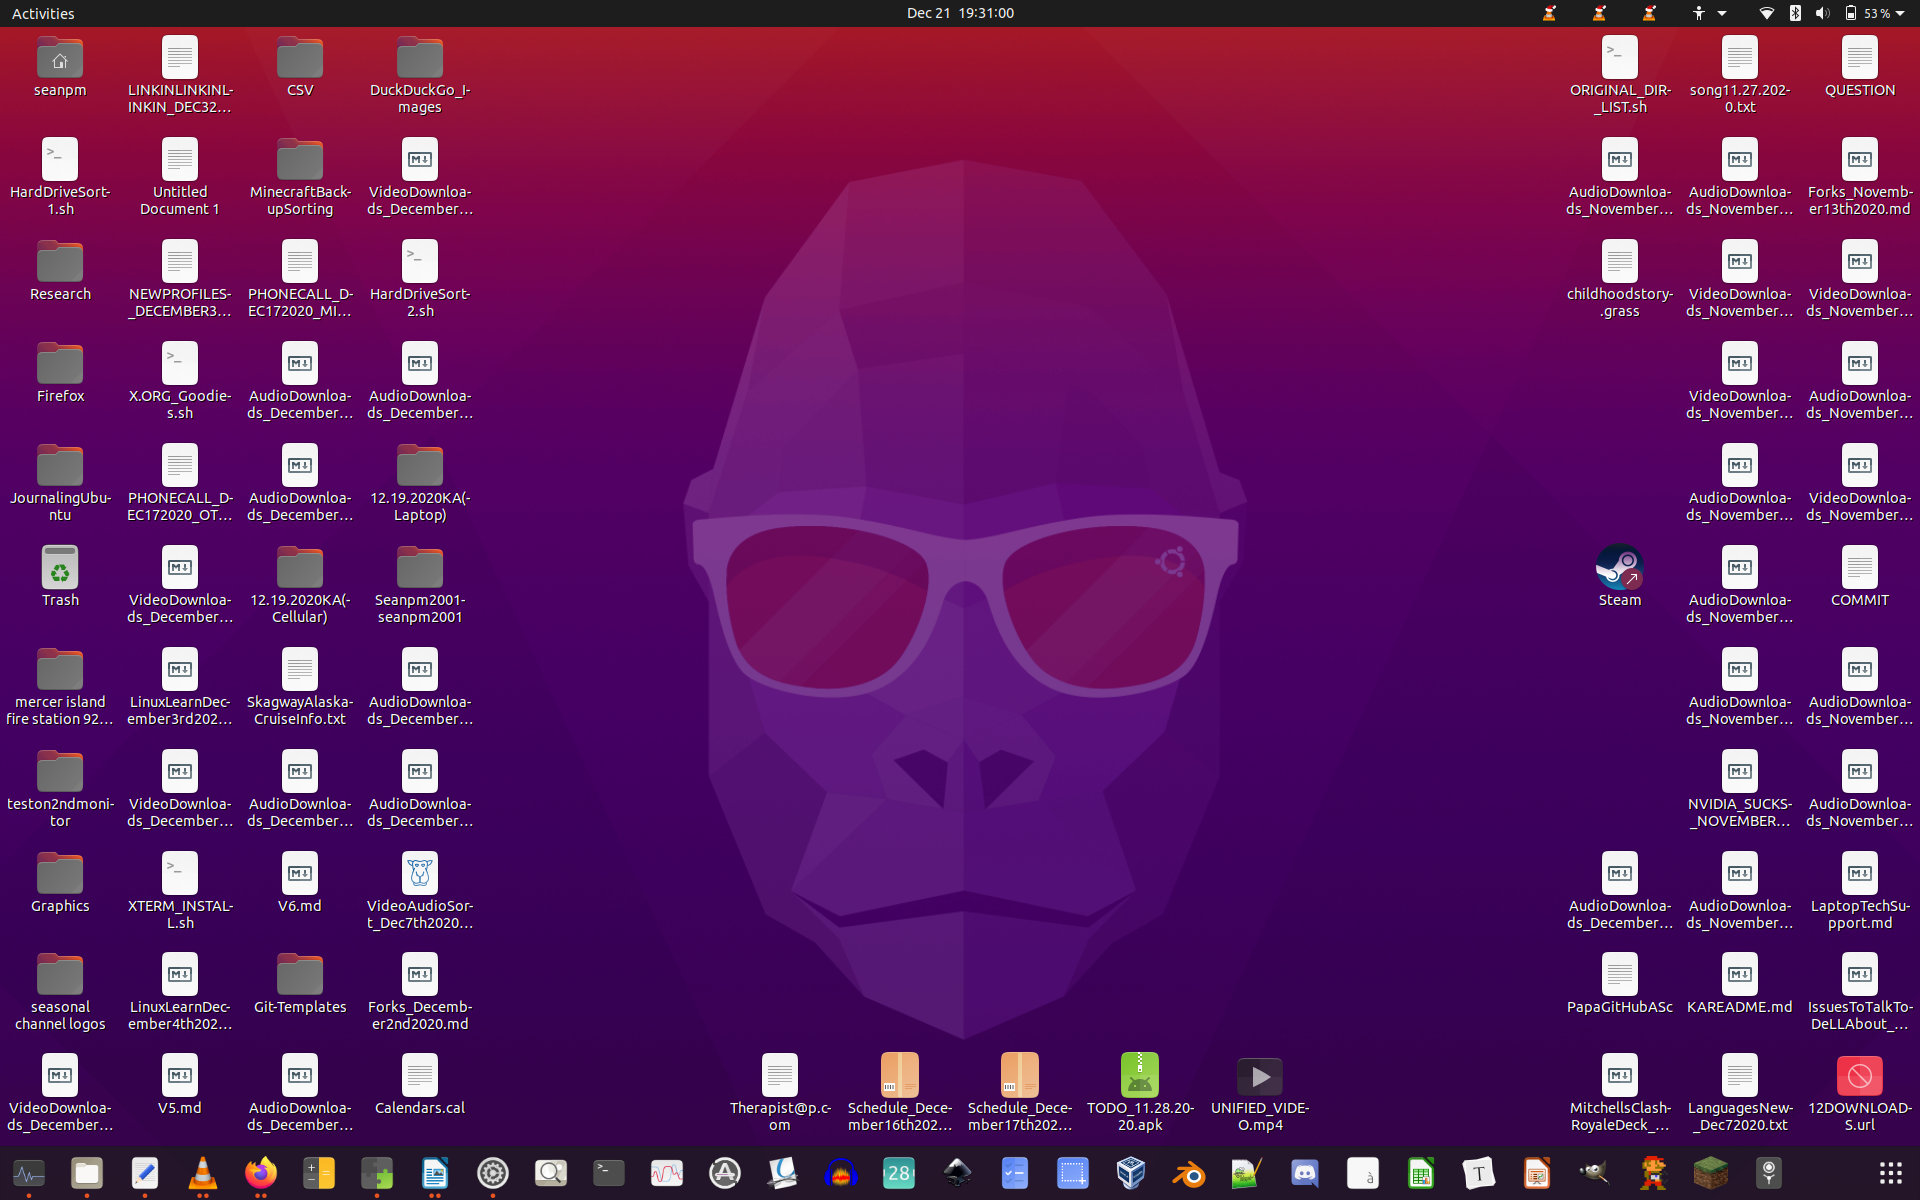 Activities
Dec 21 19:31:00
53 %
seanpm
LINKINLINKINL-
INKIN_DEC32...
CSV
DuckDuckGo_I-
mages
ORIGINAL_DIR-
_LIST.sh
song11.27.202-
0.txt
QUESTION
HardDriveSort-
1.sh
Untitled
Document 1
MinecraftBack-
upSorting
VideoDownloa-
ds_December...
AudioDownloa-
ds_November...
AudioDownloa-
ds_November...
Forks_Novemb-
er13th2020.md
Research
NEWPROFILES-
_DECEMBER3...
PHONECALL_D-
EC172020_MI...
HardDriveSort-
2.sh
childhoodstory-
.grass
VideoDownloa-
ds_November...
VideoDownloa-
ds_November...
Firefox
X.ORG_Goodie-
s.sh
AudioDownloa-
ds_December...
AudioDownloa-
ds_December...
VideoDownloa-
ds_November...
AudioDownloa-
ds_November...
JournalingUbu-
ntu
PHONECALL_D-
EC172020_OT...
AudioDownloa-
ds_December...
12.19.2020KA(-
Laptop)
AudioDownloa-
ds_November...
VideoDownloa-
ds_November...
Trash
VideoDownloa-
ds_December...
12.19.2020KA(-
Cellular)
Seanpm2001-
seanpm2001
Steam
AudioDownloa-
ds_November...
COMMIT
mercer island
fire station 92...
LinuxLearnDec-
ember3rd202...
SkagwayAlaska-
CruiseInfo.txt
AudioDownloa-
ds_December...
AudioDownloa-
ds_November...
AudioDownloa-
ds_November...
teston2ndmoni-
tor
VideoDownloa-
ds_December...
AudioDownloa-
ds_December...
AudioDownloa-
ds_December...
NVIDIA_SUCKS-
_NOVEMBER...
AudioDownloa-
ds_November...
Graphics
XTERM_INSTAL-
L.sh
V6.md
VideoAudioSor-
t_Dec7th2020...
AudioDownloa-
ds_December...
AudioDownloa-
ds_November...
LaptopTechSu-
pport.md
seasonal
channel logos
LinuxLearnDec-
ember4th202...
Git-Templates
Forks_Decemb-
er2nd2020.md
PapaGitHubASc
KAREADME.md
IssuesToTalkTo-
DeLLAbout_...
VideoDownloa-
ds_December...
V5.md
AudioDownloa-
ds_December...
Calendars.cal
Therapist@p.c-
om
Schedule_Dece-
mber16th202...
Schedule_Dece-
mber17th202...
TODO_11.28.20-
20.apk
UNIFIED_VIDE-
O.mp4
MitchellsClash-
RoyaleDeck_...
LanguagesNew-
_Dec72020.txt
12DOWNLOAD-
S.url
28